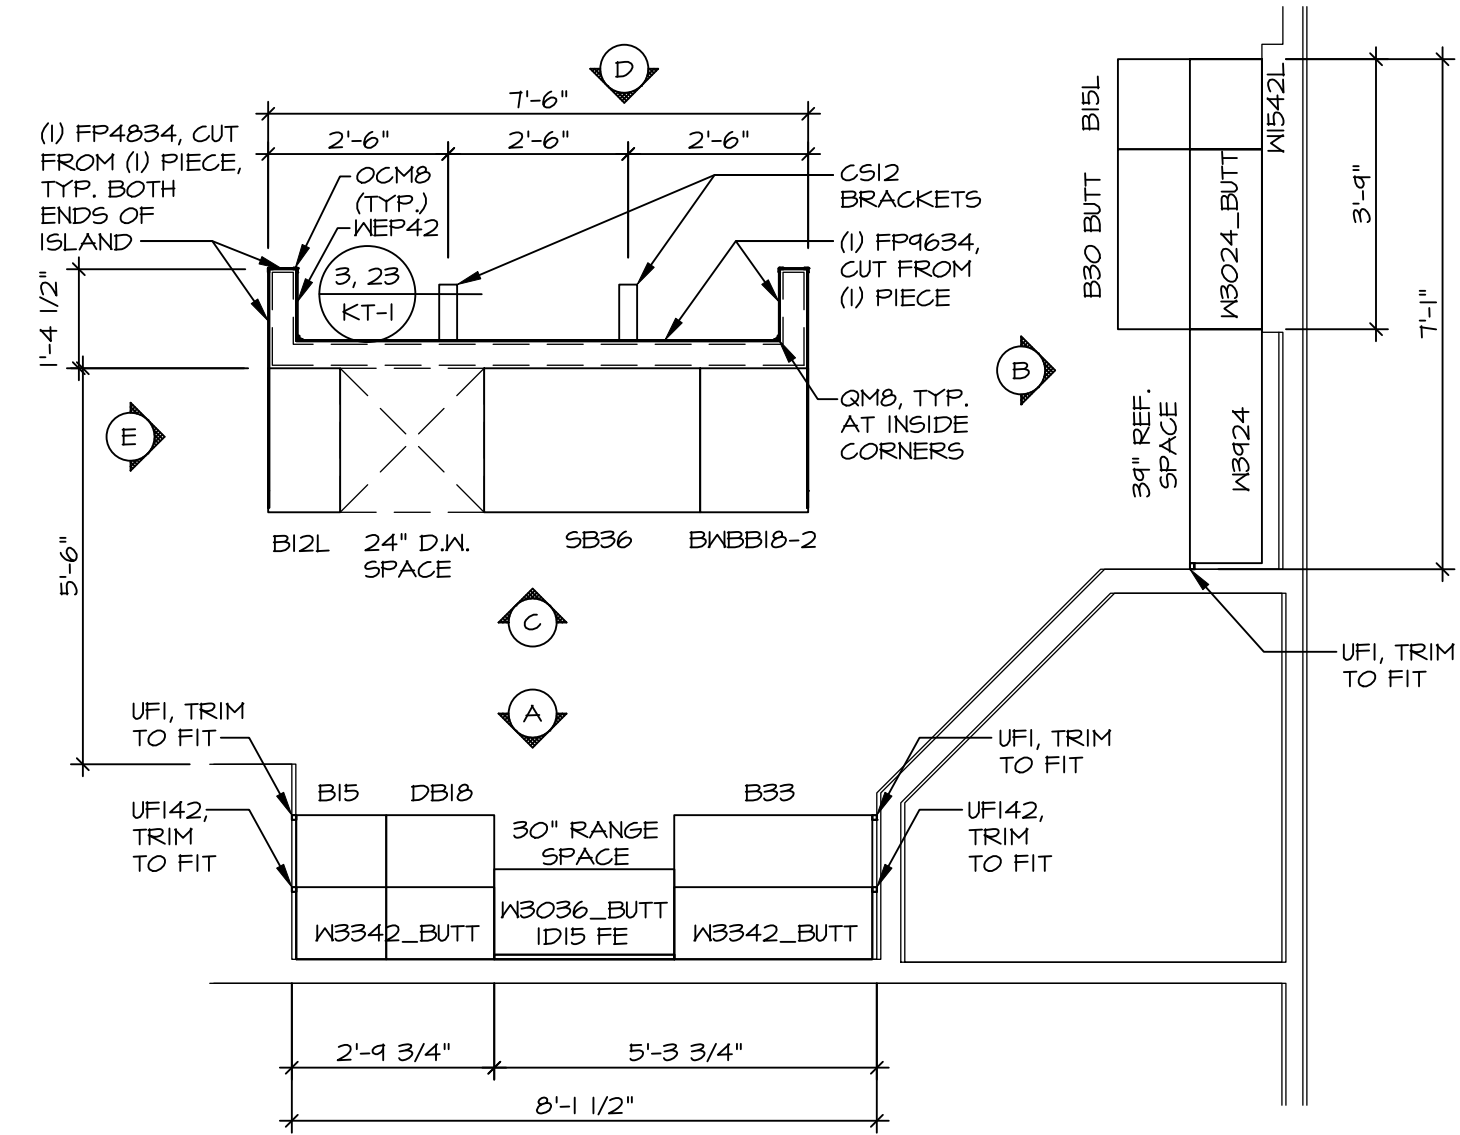 D
7'-6"
2'-6"
2'-6"
2'-6"
(1) FP4834, CUT
FROM (1) PIECE,
TYP. BOTH
ENDS OF
ISLAND
OCM8
(TYP.)
WEP42
3, 23
KT-1
CS12
BRACKETS
(1) FP9634,
CUT FROM
(1) PIECE
QM8, TYP.
AT INSIDE
CORNERS
1'-4 1/2"
5'-6"
E
B
B12L
24" D.W.
SPACE
SB36
BWBB18-2
B15L
W1542L
B30 BUTT
W3024_BUTT
3'-9"
7'-1"
39" REF.
SPACE
W3924
C
A
UF1, TRIM
TO FIT
UF1, TRIM
TO FIT
UF142,
TRIM
TO FIT
B15
DB18
B33
30" RANGE
SPACE
W3342_BUTT
W3036_BUTT
1D15 FE
W3342_BUTT
UF1, TRIM
TO FIT
UF142,
TRIM
TO FIT
2'-9 3/4"
5'-3 3/4"
8'-1 1/2"